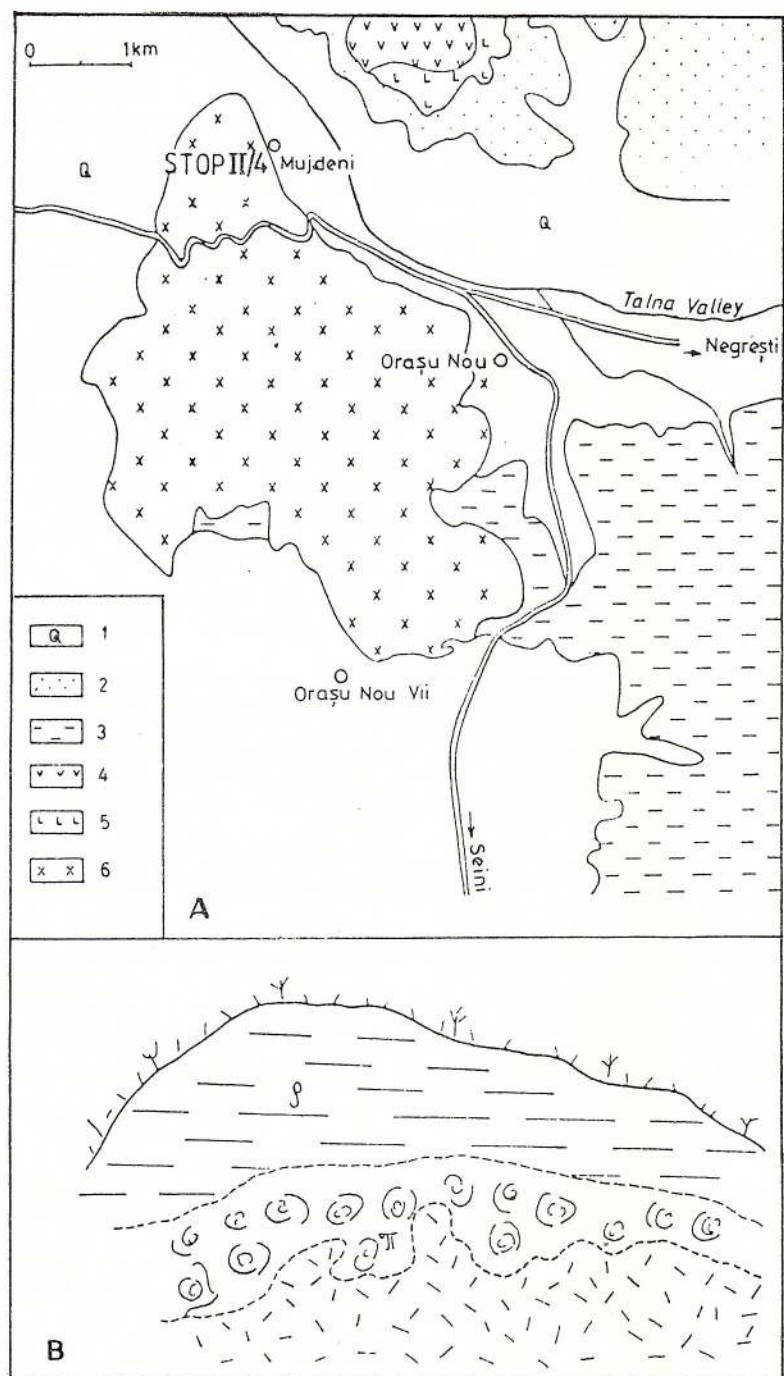 0 1km
STOP II/4 Mujdeni
Q
Q
Talna Valley
Orașu Nou
Negrești
Orașu Nou Vii
Seini
Q 1
2
3
v v v 4
L L L 5
x x 6
A
ρ
π
B